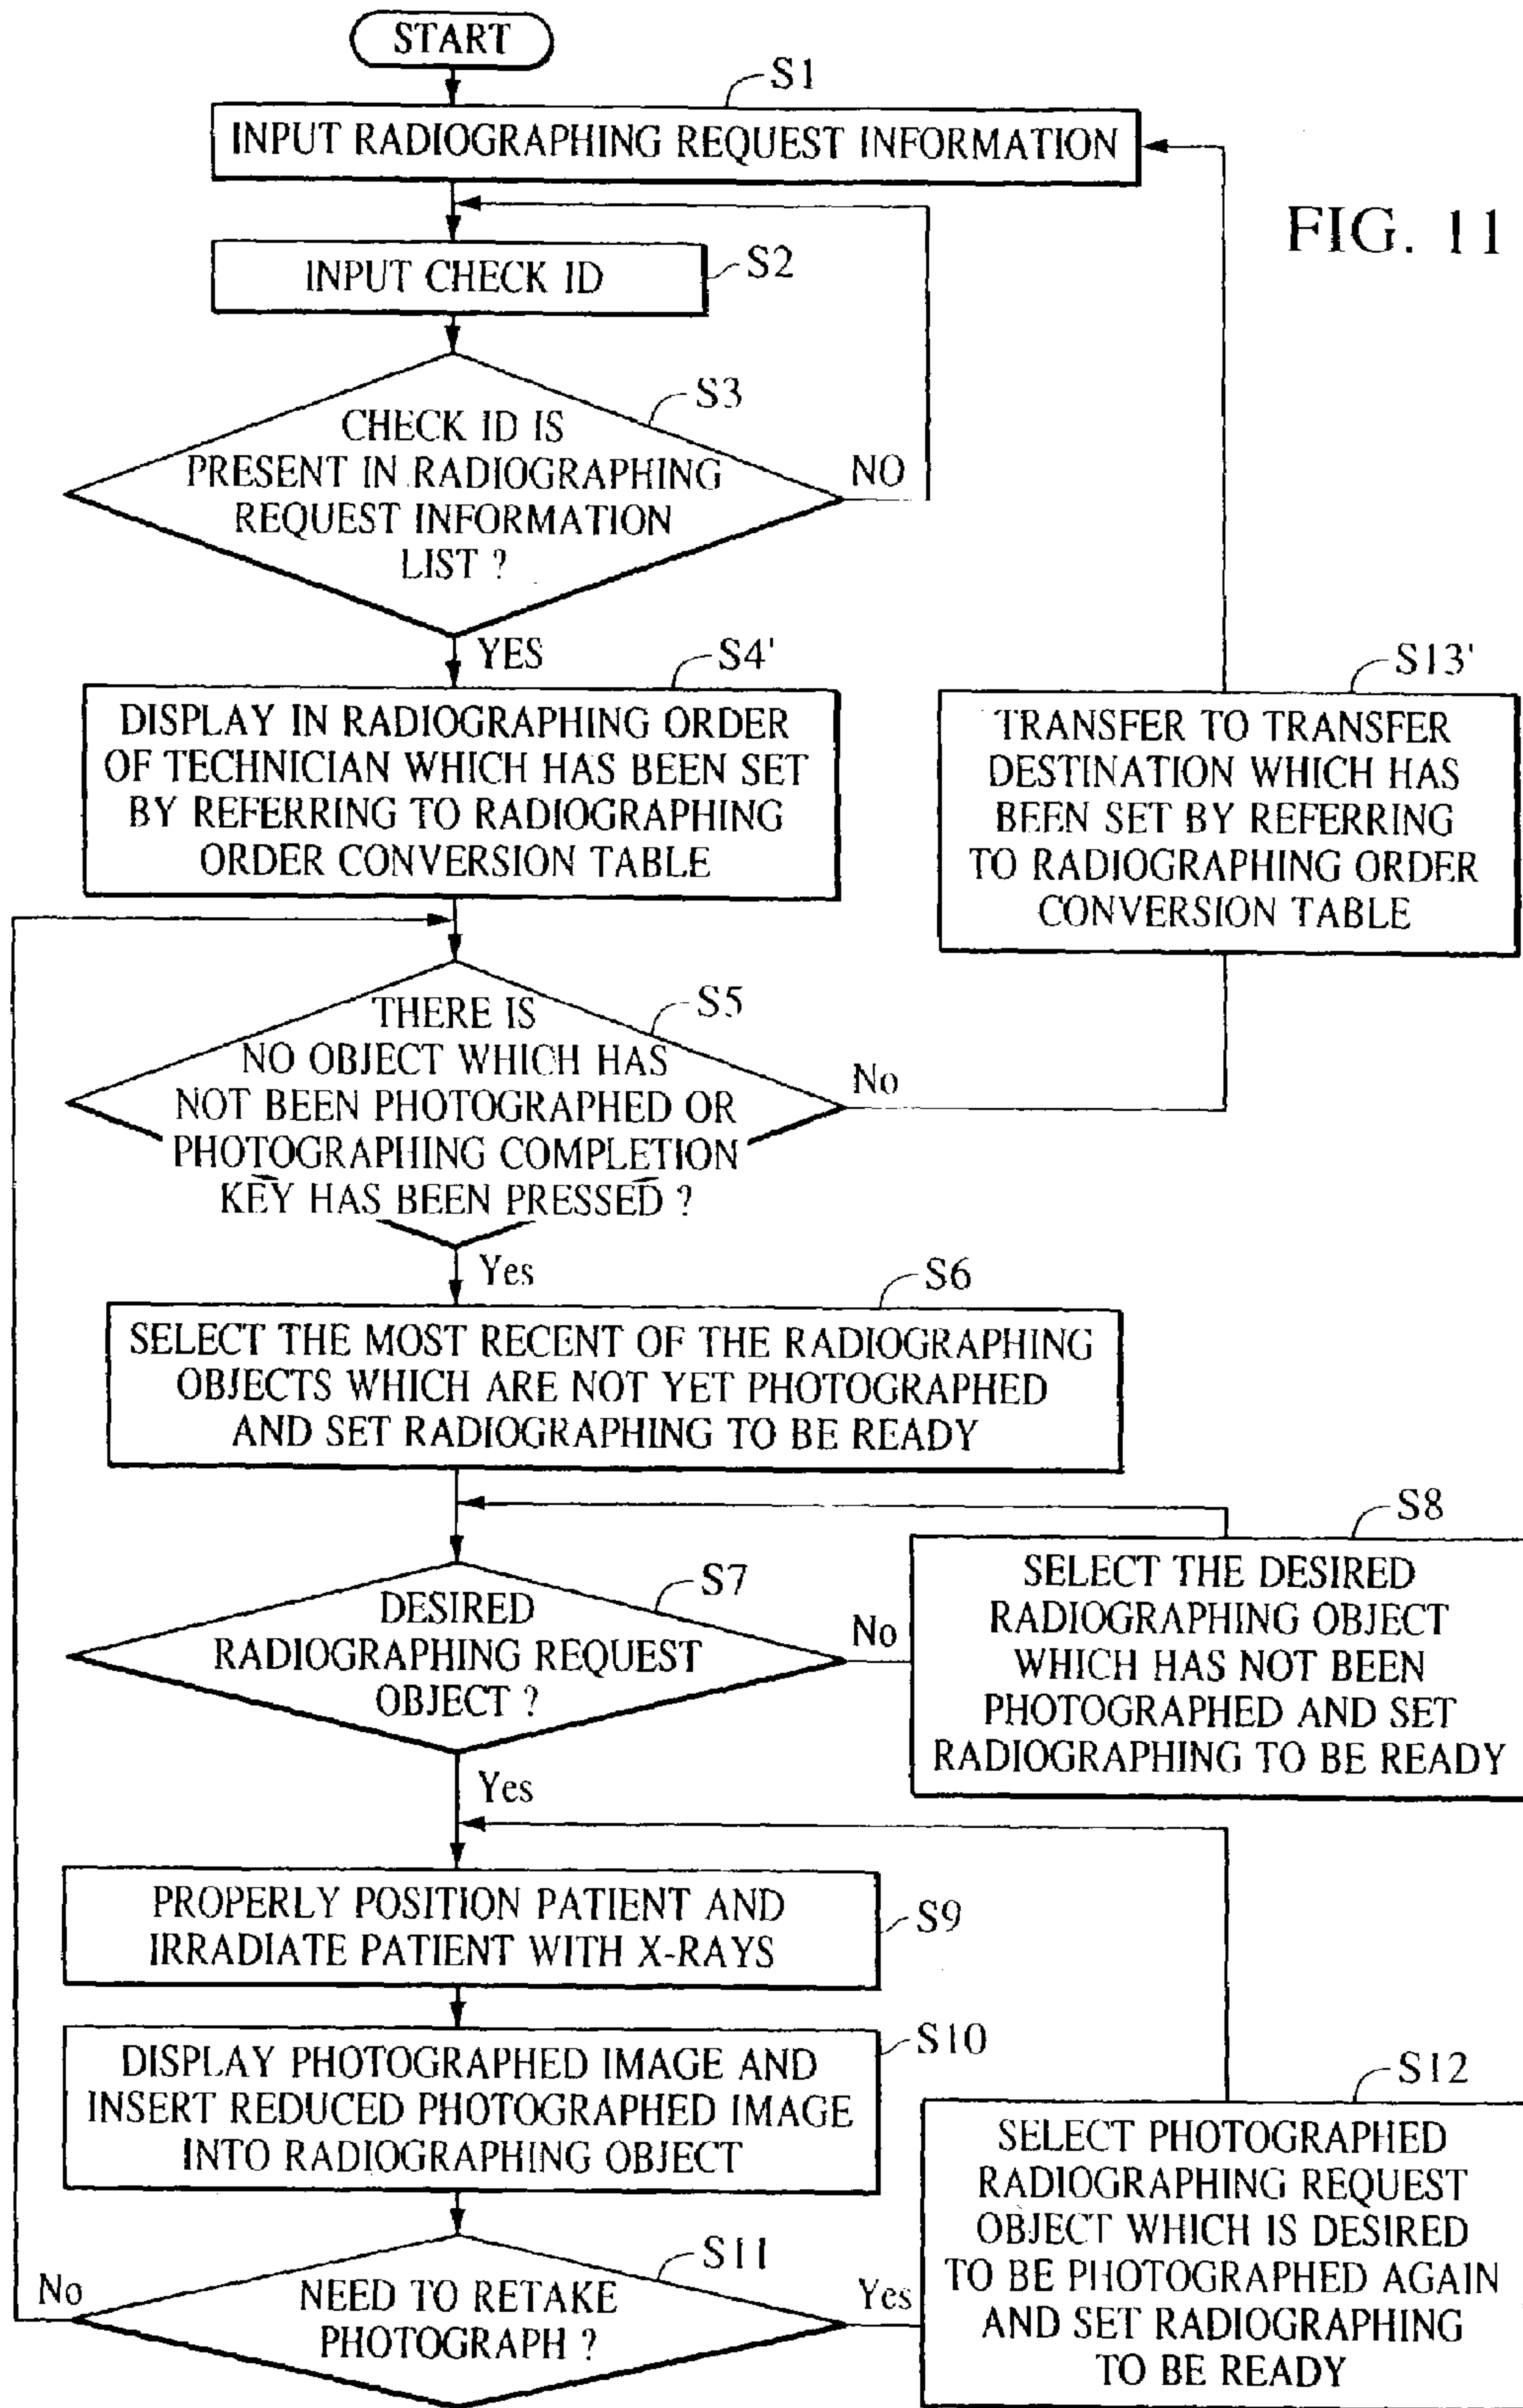 START
S1
INPUT RADIOGRAPHING REQUEST INFORMATION
FIG. 11
INPUT CHECK ID
S2
S3
CHECK ID IS
PRESENT IN RADIOGRAPHING
REQUEST INFORMATION
LIST ?
NO
YES
S4'
DISPLAY IN RADIOGRAPHING ORDER
OF TECHNICIAN WHICH HAS BEEN SET
BY REFERRING TO RADIOGRAPHING
ORDER CONVERSION TABLE
S13'
TRANSFER TO TRANSFER
DESTINATION WHICH HAS
BEEN SET BY REFERRING
TO RADIOGRAPHING ORDER
CONVERSION TABLE
S5
THERE IS
NO OBJECT WHICH HAS
NOT BEEN PHOTOGRAPHED OR
PHOTOGRAPHING COMPLETION
KEY HAS BEEN PRESSED ?
No
Yes
S6
SELECT THE MOST RECENT OF THE RADIOGRAPHING
OBJECTS WHICH ARE NOT YET PHOTOGRAPHED
AND SET RADIOGRAPHING TO BE READY
S7
DESIRED
RADIOGRAPHING REQUEST
OBJECT ?
No
Yes
S8
SELECT THE DESIRED
RADIOGRAPHING OBJECT
WHICH HAS NOT BEEN
PHOTOGRAPHED AND SET
RADIOGRAPHING TO BE READY
PROPERLY POSITION PATIENT AND
IRRADIATE PATIENT WITH X-RAYS
S9
DISPLAY PHOTOGRAPHED IMAGE AND
INSERT REDUCED PHOTOGRAPHED IMAGE
INTO RADIOGRAPHING OBJECT
S10
S11
NEED TO RETAKE
PHOTOGRAPH ?
No
Yes
S12
SELECT PHOTOGRAPHED
RADIOGRAPHING REQUEST
OBJECT WHICH IS DESIRED
TO BE PHOTOGRAPHED AGAIN
AND SET RADIOGRAPHING
TO BE READY